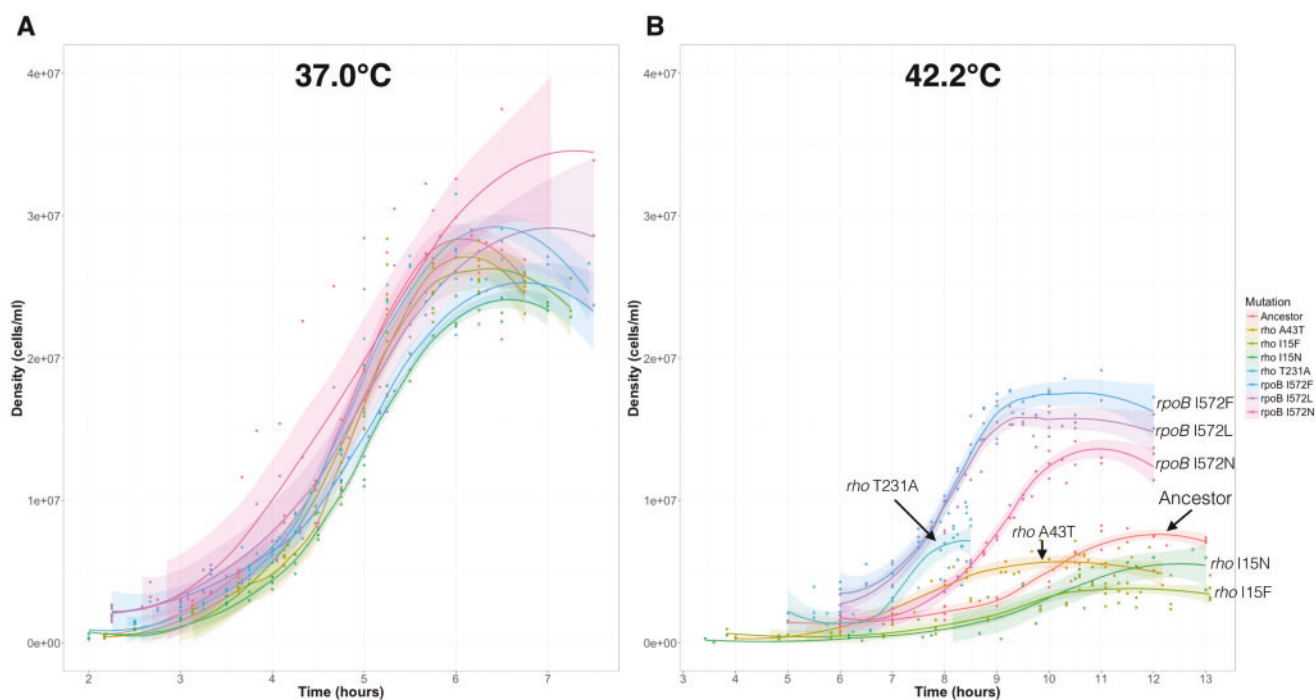 A
37.0°C
Density (cells/ml)
4e+07
3e+07
2e+07
1e+07
0e+00
2
3
4
5
6
7
Time (hours)
B
42.2°C
Density (cells/ml)
4e+07
3e+07
2e+07
1e+07
0e+00
rpoB I572F
rpoB I572L
rpoB I572N
rho T231A
Ancestor
rho A43T
rho I15N
rho I15F
3
4
5
6
7
8
9
10
11
12
13
Time (hours)
Mutation
Ancestor
rho A43T
rho I15F
rho I15N
rho T231A
rpoB I572F
rpoB I572L
rpoB I572N